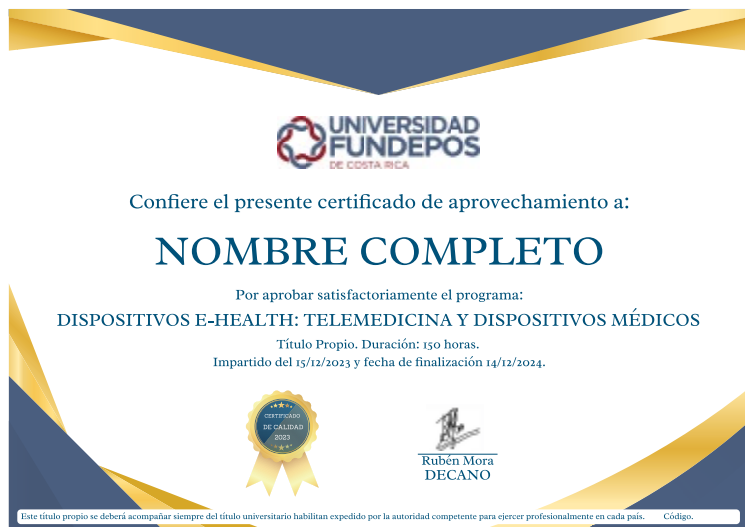 UNIVERSIDAD
FUNDEPOS
DE COSTA RICA
Confiere el presente certificado de aprovechamiento a:
NOMBRE COMPLETO
Por aprobar satisfactoriamente el programa:
DISPOSITIVOS E-HEALTH: TELEMEDICINA Y DISPOSITIVOS MÉDICOS
Título Propio. Duración: 150 horas.
Impartido del 15/12/2023 y fecha de finalización 14/12/2024.
CERTIFICADO
DE CALIDAD
2023
Rubén Mora
DECANO
Este título propio se deberá acompañar siempre del título universitario habilitan expedido por la autoridad competente para ejercer profesionalmente en cada país. Código.